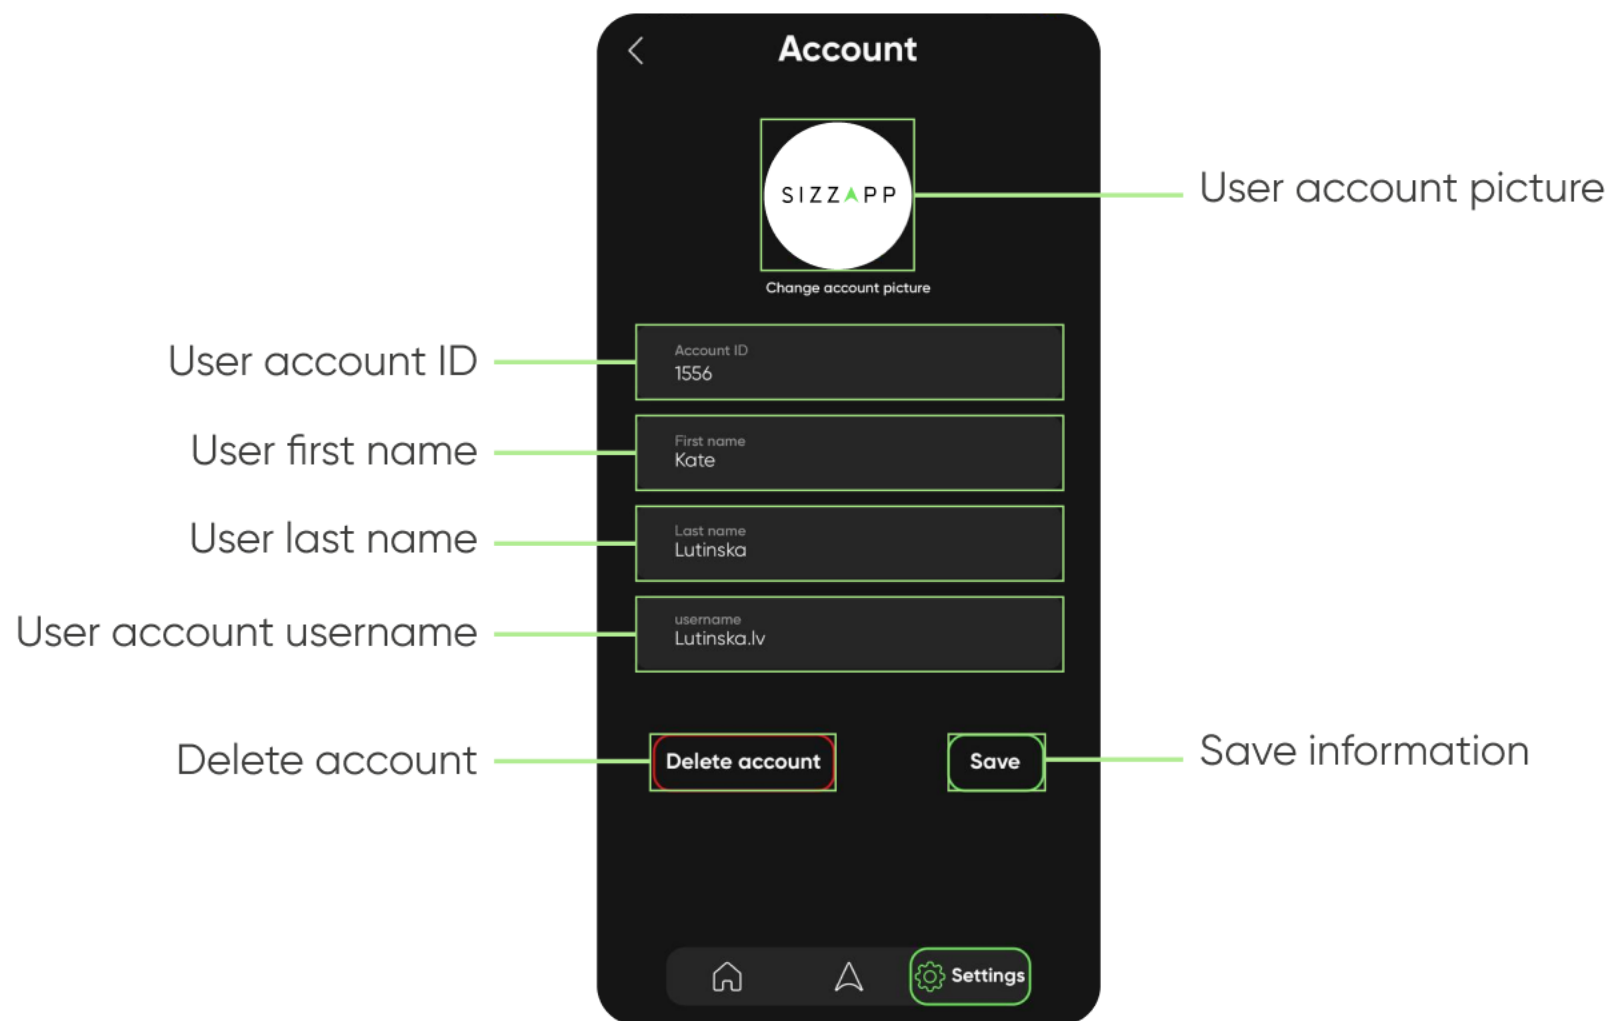 Account
SIZZAPP
User account picture
Change account picture
User account ID
Account ID
1556
User first name
First name
Kate
User last name
Last name
Lutinska
User account username
username
Lutinska.lv
Delete account
Delete account
Save
Save information
Settings